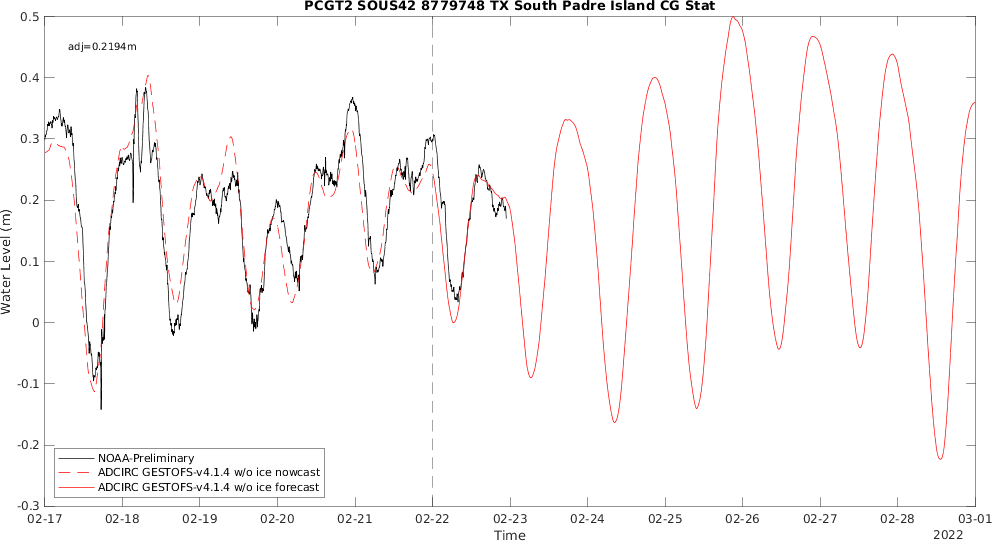 PCGT2 SOUS42 8779748 TX South Padre Island CG Stat
adj=0.2194m
0.5
0.4
0.3
0.2
0.1
0
-0.1
-0.2
-0.3
Water Level (m)
NOAA-Preliminary
ADCIRC GESTOFS-v4.1.4 w/o ice nowcast
ADCIRC GESTOFS-v4.1.4 w/o ice forecast
02-17 02-18 02-19 02-20 02-21 02-22 02-23 02-24 02-25 02-26 02-27 02-28 03-01
Time
2022